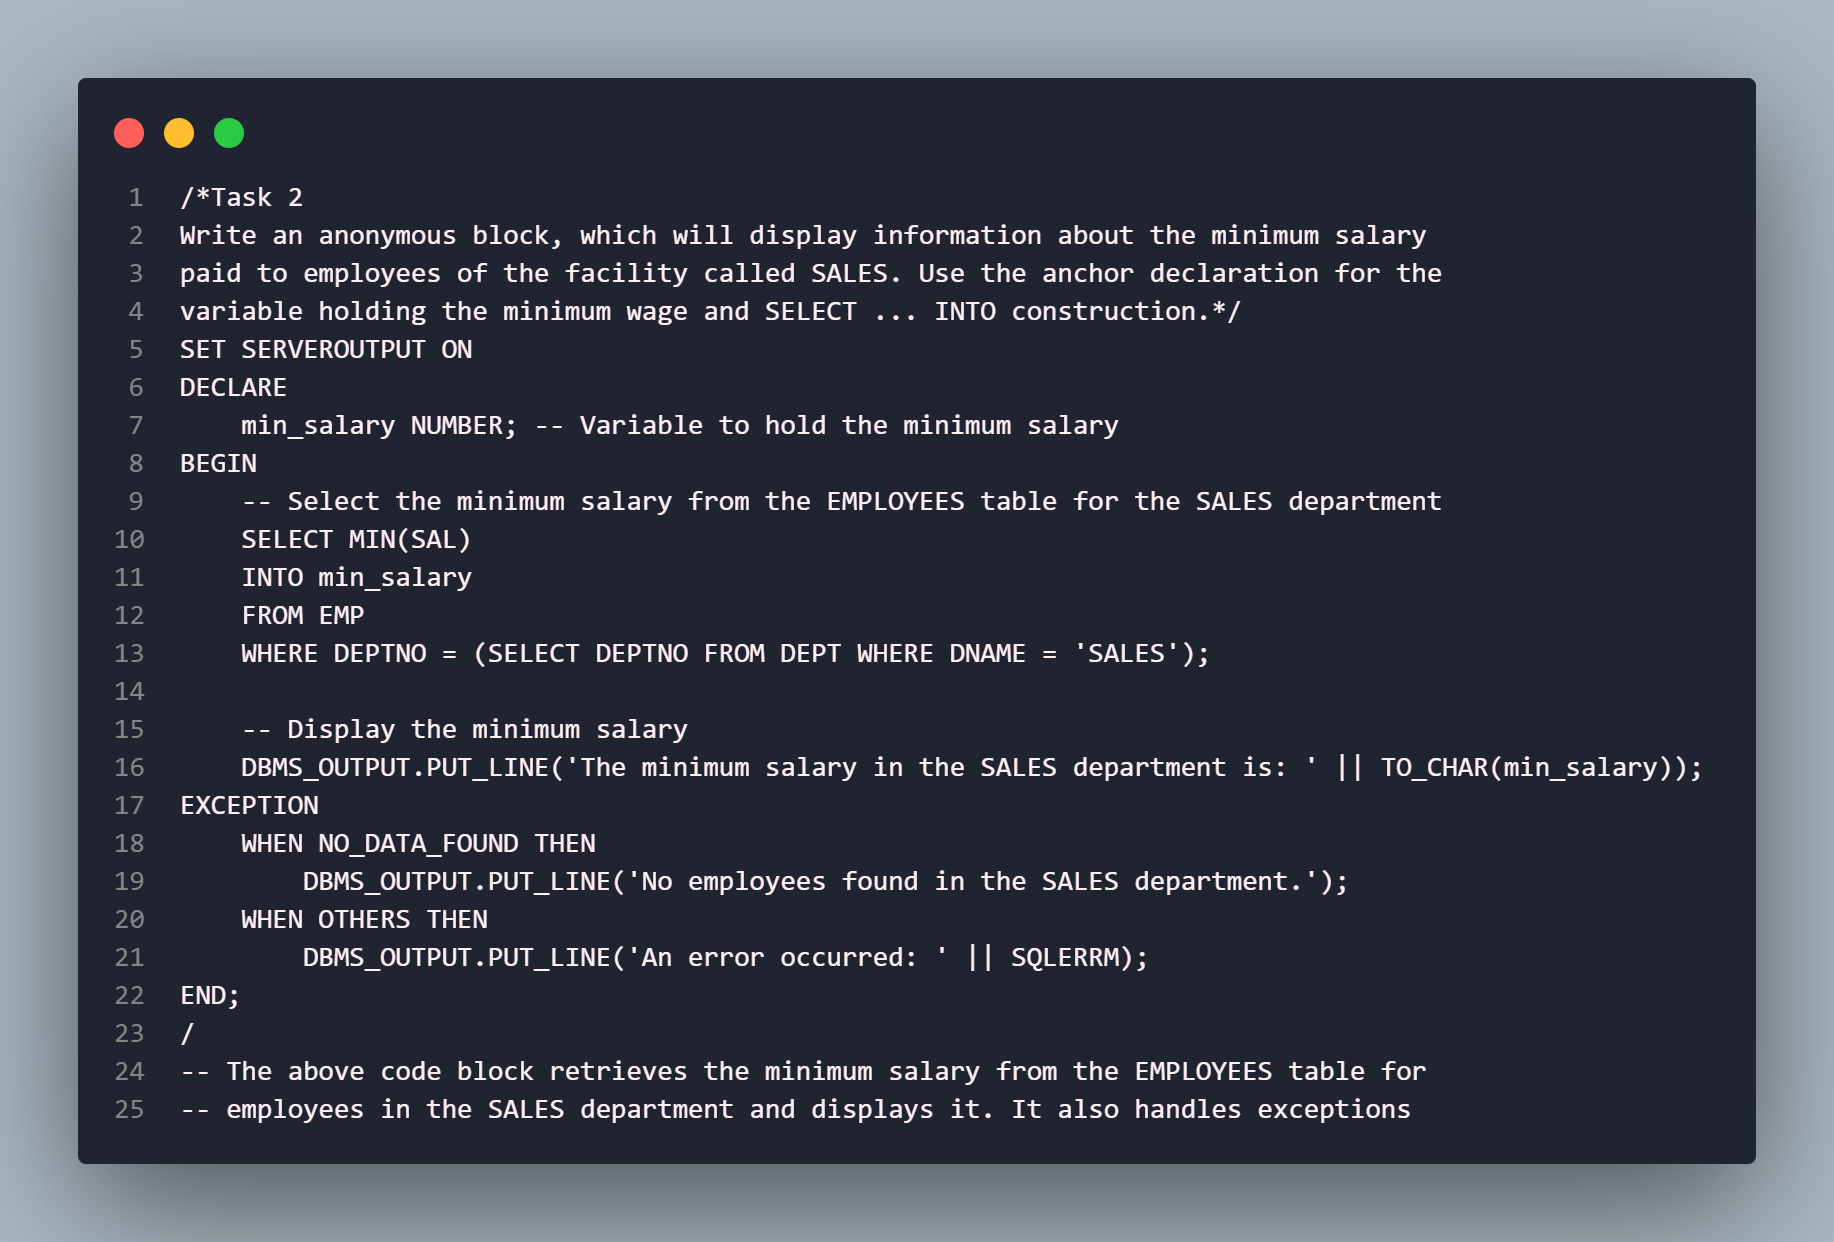 1 /*Task 2
2 Write an anonymous block, which will display information about the minimum salary
3 paid to employees of the facility called SALES. Use the anchor declaration for the
4 variable holding the minimum wage and SELECT ... INTO construction.*/
5 SET SERVEROUTPUT ON
6 DECLARE
7     min_salary NUMBER; -- Variable to hold the minimum salary
8 BEGIN
9     -- Select the minimum salary from the EMPLOYEES table for the SALES department
10     SELECT MIN(SAL)
11     INTO min_salary
12     FROM EMP
13     WHERE DEPTNO = (SELECT DEPTNO FROM DEPT WHERE DNAME = 'SALES');
14
15     -- Display the minimum salary
16     DBMS_OUTPUT.PUT_LINE('The minimum salary in the SALES department is: ' || TO_CHAR(min_salary));
17 EXCEPTION
18     WHEN NO_DATA_FOUND THEN
19         DBMS_OUTPUT.PUT_LINE('No employees found in the SALES department.');
20     WHEN OTHERS THEN
21         DBMS_OUTPUT.PUT_LINE('An error occurred: ' || SQLERRM);
22 END;
23 /
24 -- The above code block retrieves the minimum salary from the EMPLOYEES table for
25 -- employees in the SALES department and displays it. It also handles exceptions